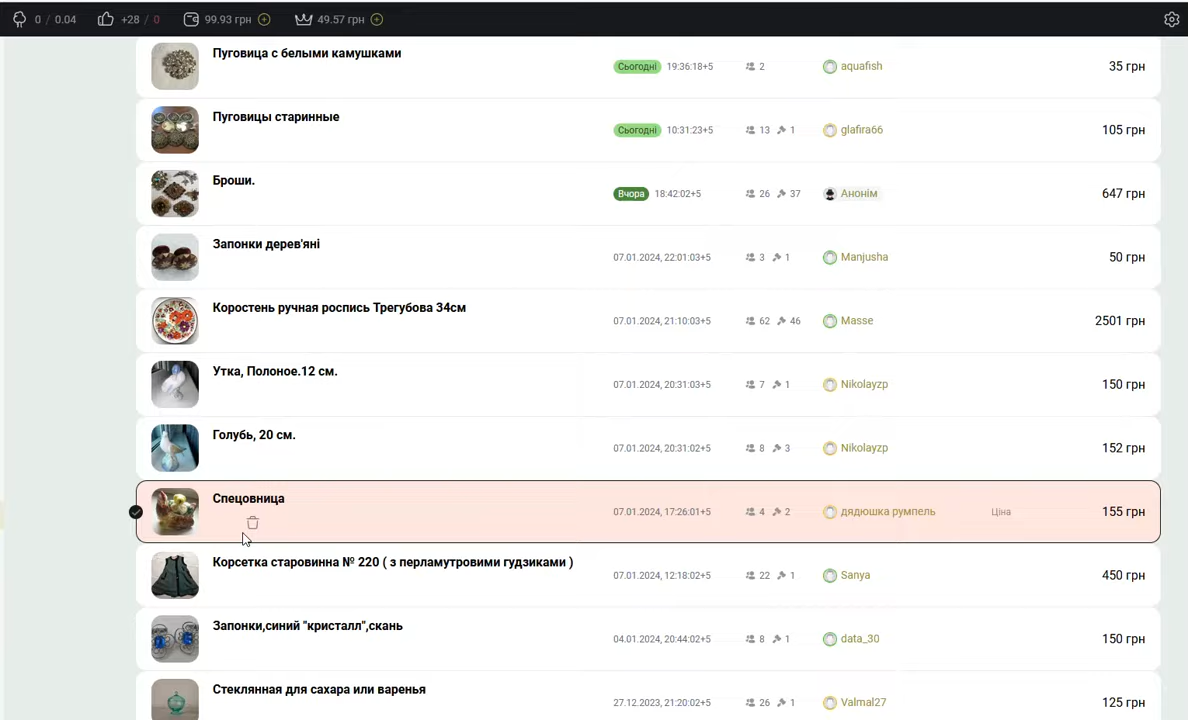 0 / 0.04 +28 / 0 99.93 грн 49.57 грн
Пуговица с белыми камушками
Сьогодні 19:36:18+5 2 aquafish 35 грн
Пуговицы старинные
Сьогодні 10:31:23+5 13 1 glafira66 105 грн
Броши.
Вчора 18:42:02+5 26 37 Анонім 647 грн
Запонки дерев'яні
07.01.2024, 22:01:03+5 3 1 Manjusha 50 грн
Коростень ручная роспись Трегубова 34см
07.01.2024, 21:10:03+5 62 46 Masse 2501 грн
Утка, Полоное.12 см.
07.01.2024, 20:31:03+5 7 1 Nikolayzp 150 грн
Голубь, 20 см.
07.01.2024, 20:31:02+5 8 3 Nikolayzp 152 грн
Спецовница
07.01.2024, 17:26:01+5 4 2 дядюшка румпель Ціна 155 грн
Корсетка старовинна № 220 ( з перламутровими гудзиками )
07.01.2024, 12:18:02+5 22 1 Sanya 450 грн
Запонки,синий "кристалл",скань
04.01.2024, 20:44:02+5 8 1 data_30 150 грн
Стеклянная для сахара или варенья
27.12.2023, 21:20:02+5 26 1 Valmal27 125 грн